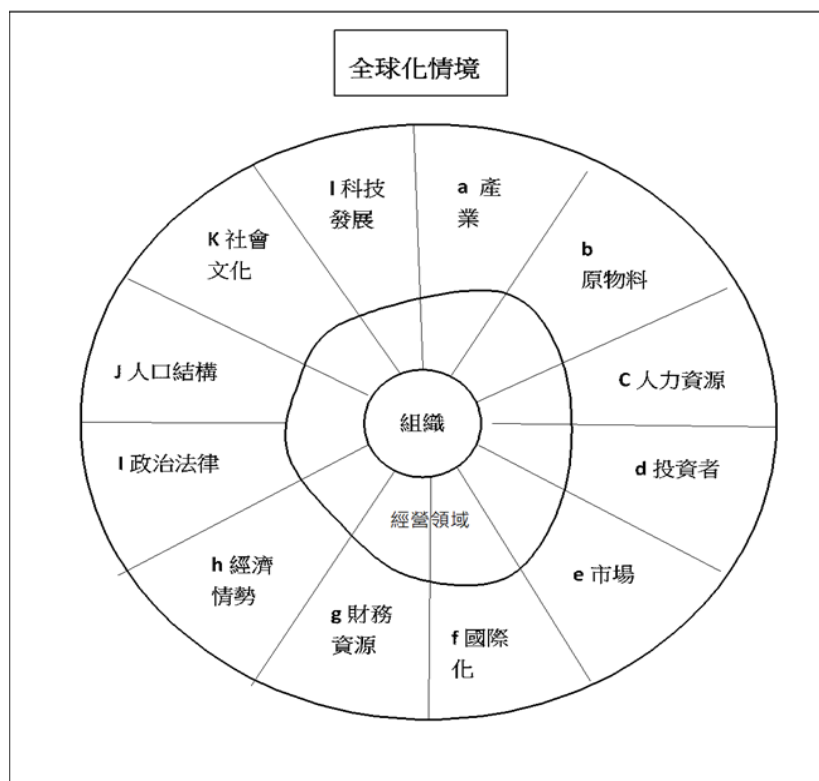 全球化情境
a 產
業
b
原物料
C 人力資源
d 投資者
e 市場
f 國際
化
g 財務
資源
h 經濟
情勢
I 政治法律
J 人口結構
K 社會
文化
l 科技
發展
組織
經營領域